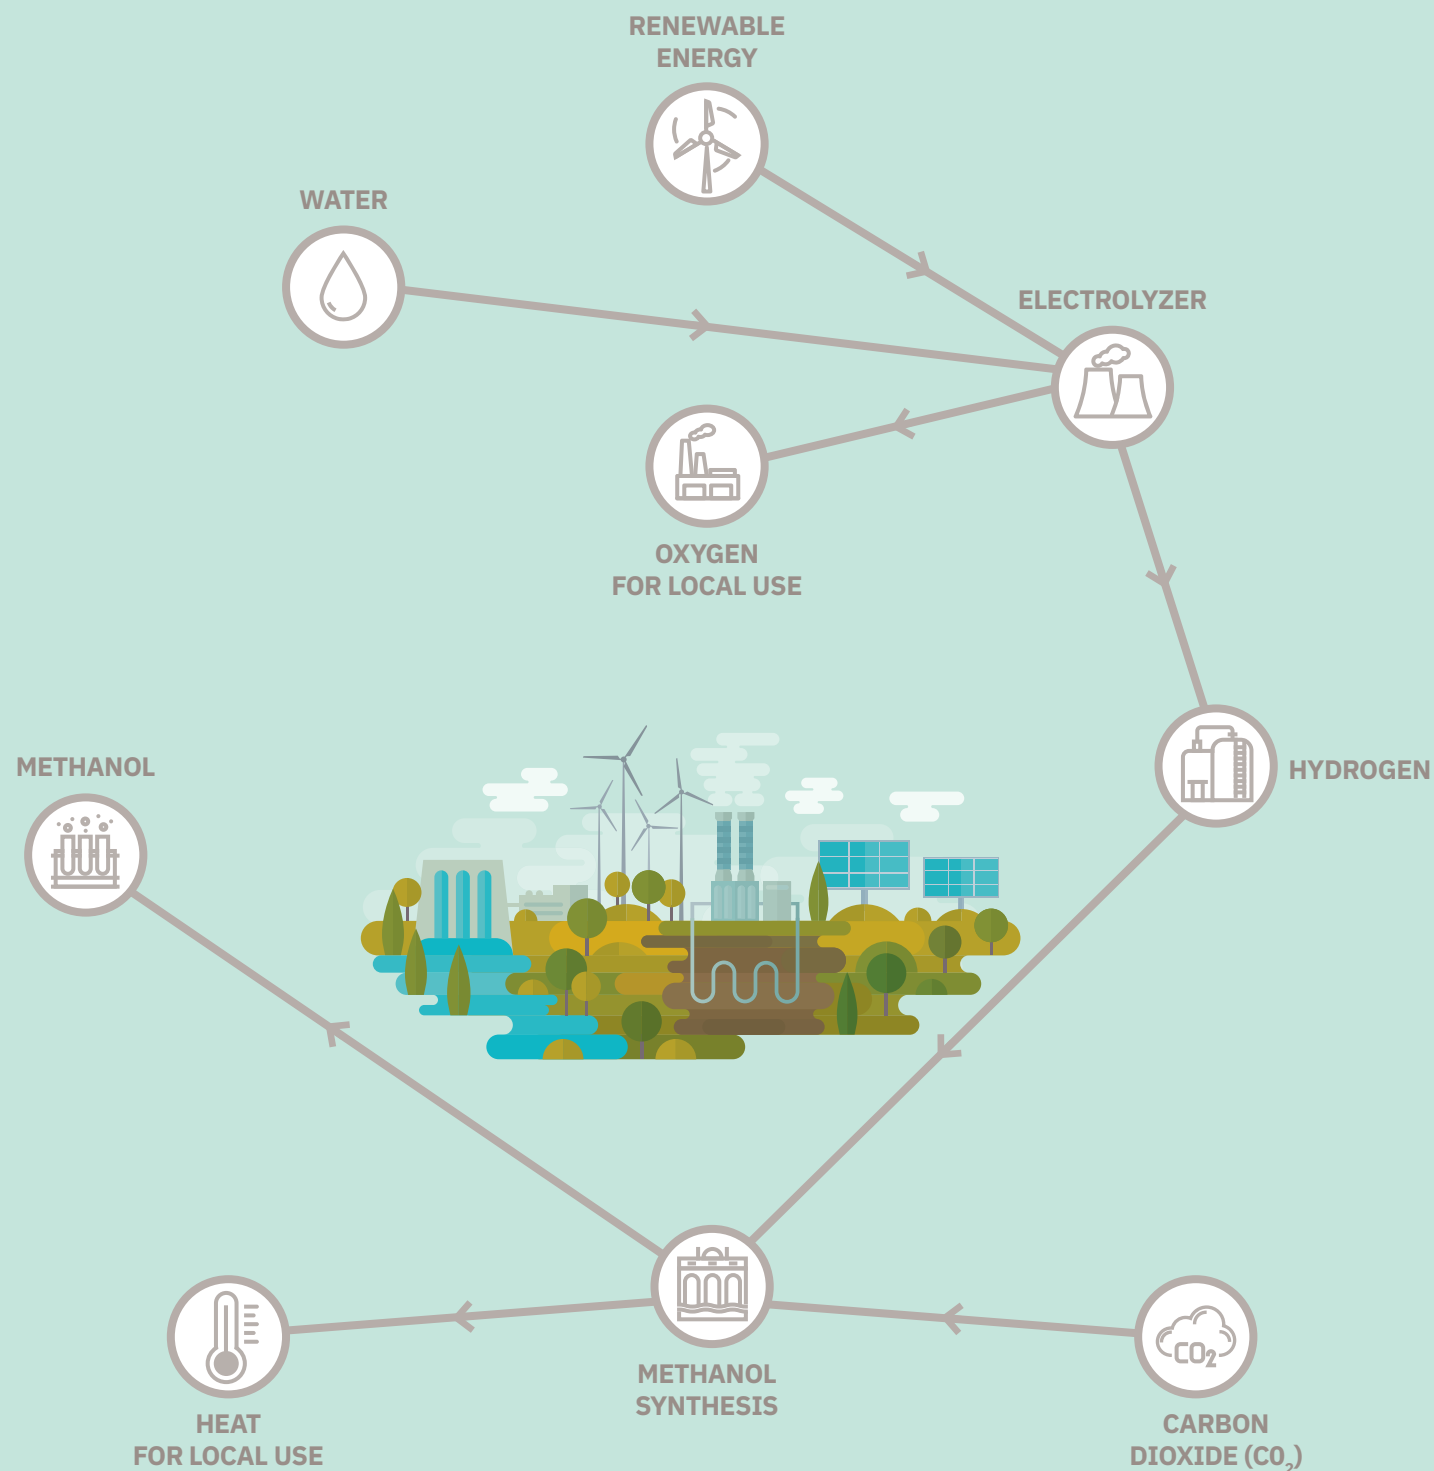 RENEWABLE
ENERGY
WATER
ELECTROLYZER
OXYGEN
FOR LOCAL USE
METHANOL
HYDROGEN
METHANOL
SYNTHESIS
CO2
HEAT
FOR LOCAL USE
CARBON
DIOXIDE (C0₂)